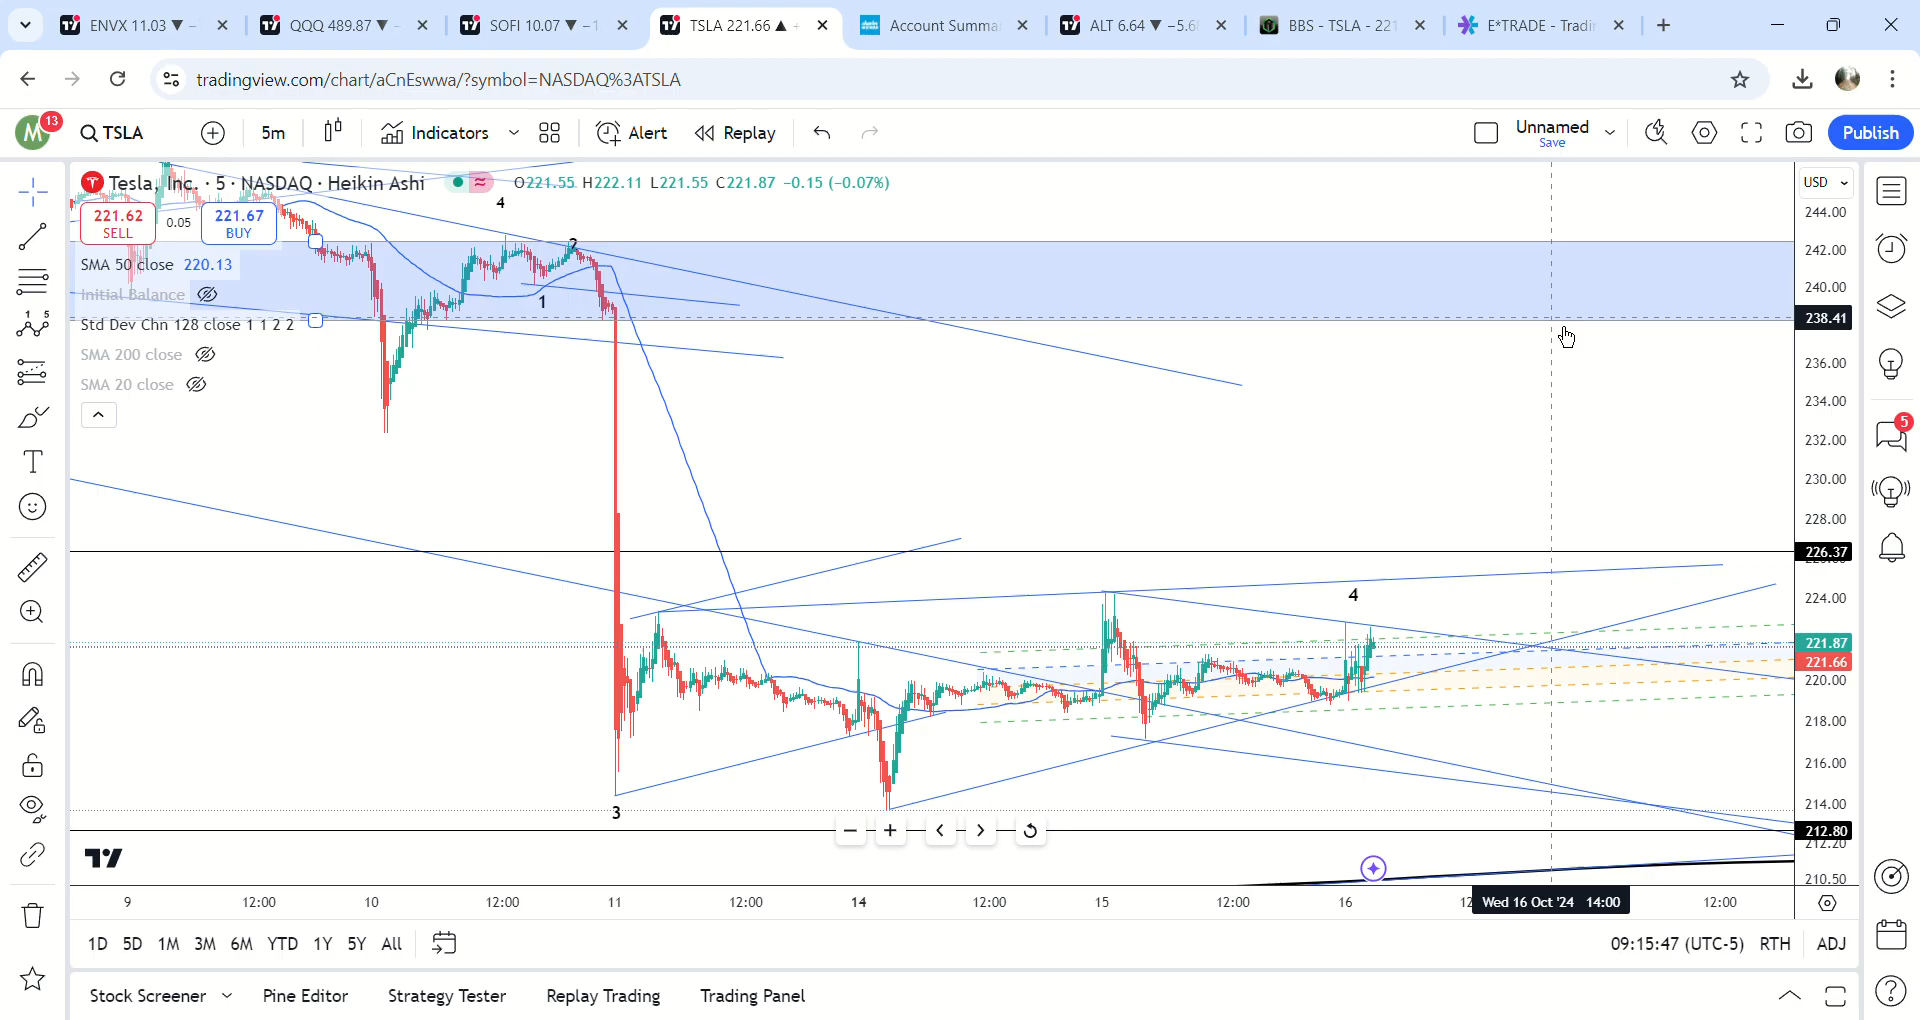 ENVX 11.03 ▼ −
QQQ 489.87 ▼ −
SOFI 10.07 ▼ −1
TSLA 221.66 ▲ +
Account Summa
ALT 6.64 ▼ −5.6
BBS - TSLA - 221
E*TRADE - Tradin
tradingview.com/chart/aCnEswwa/?symbol=NASDAQ%3ATSLA
M 13
TSLA
5m
Indicators
Alert
Replay
Unnamed
Save
Publish
Tesla, Inc. · 5 · NASDAQ · Heikin Ashi
O221.55 H222.11 L221.55 C221.87 −0.15 (−0.07%)
USD
221.62
SELL
0.05
221.67
BUY
SMA 50 close 220.13
Initial Balance
Std Dev Chn 128 close 1 1 2 2
SMA 200 close
SMA 20 close
4
2
1
3
4
244.00
242.00
240.00
238.41
236.00
234.00
232.00
230.00
228.00
226.37
224.00
221.87
221.66
220.00
218.00
216.00
214.00
212.80
212.20
210.50
5
9
12:00
10
12:00
11
12:00
14
12:00
15
12:00
16
Wed 16 Oct '24 14:00
12:00
1D 5D 1M 3M 6M YTD 1Y 5Y All
09:15:47 (UTC-5) RTH ADJ
Stock Screener
Pine Editor
Strategy Tester
Replay Trading
Trading Panel